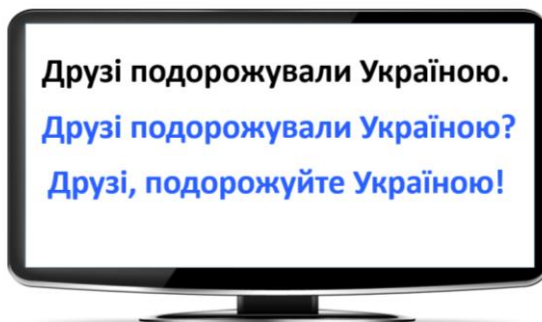 Друзі подорожували Україною.
Друзі подорожували Україною?
Друзі, подорожуйте Україною!